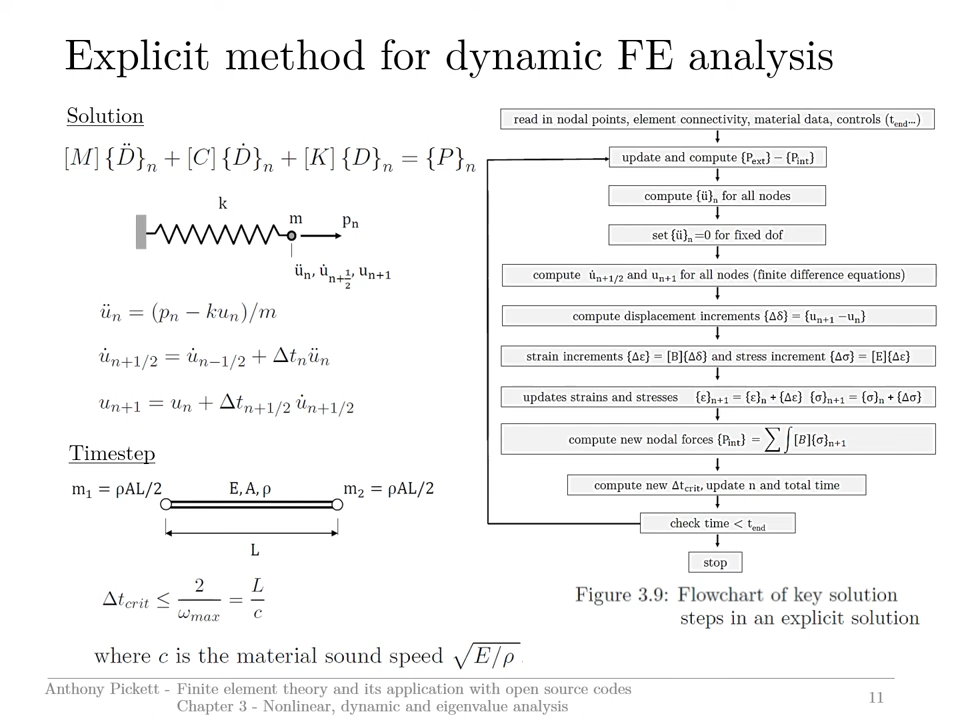 Explicit method for dynamic FE analysis
Solution
[M]{D̈}ₙ + [C]{Ḋ}ₙ + [K]{D}ₙ = {P}ₙ
k
m
pₙ
üₙ, u̇ₙ₊½, uₙ₊₁
üₙ = (pₙ − kuₙ)/m
u̇ₙ₊₁/₂ = u̇ₙ₋₁/₂ + Δtₙüₙ
uₙ₊₁ = uₙ + Δtₙ₊₁/₂ u̇ₙ₊₁/₂
Timestep
m₁ = ρAL/2
E, A, ρ
m₂ = ρAL/2
L
Δt_crit ≤ 2/ω_max = L/c
where c is the material sound speed √E/ρ
read in nodal points, element connectivity, material data, controls (t_end...)
update and compute {P_ext} − {P_int}
compute {ü}ₙ for all nodes
set {ü}ₙ =0 for fixed dof
compute u̇ₙ₊₁/₂ and uₙ₊₁ for all nodes (finite difference equations)
compute displacement increments {Δδ} = {uₙ₊₁ −uₙ}
strain increments {Δε} = [B]{Δδ} and stress increment {Δσ} = [E]{Δε}
updates strains and stresses {ε}ₙ₊₁ = {ε}ₙ + {Δε} {σ}ₙ₊₁ = {σ}ₙ + {Δσ}
compute new nodal forces {P_int} = ∑∫[B]{σ}ₙ₊₁
compute new Δt_crit, update n and total time
check time < t_end
stop
Figure 3.9: Flowchart of key solution
steps in an explicit solution
Anthony Pickett - Finite element theory and its application with open source codes
Chapter 3 - Nonlinear, dynamic and eigenvalue analysis
11